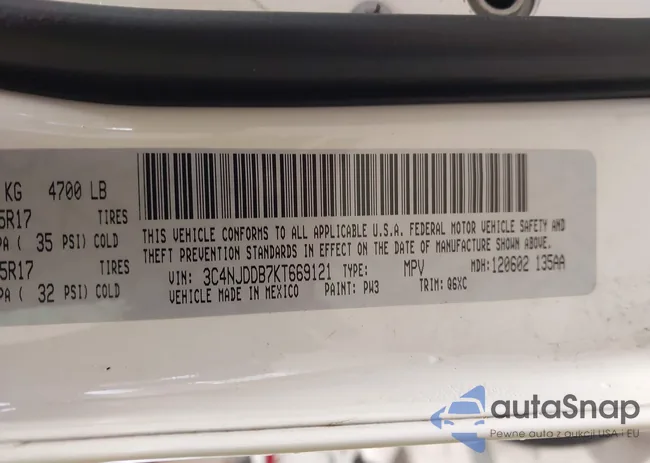 KG 4700 LB
5R17 TIRES
PA ( 35 PSI) COLD
5R17 TIRES
PA ( 32 PSI) COLD
THIS VEHICLE CONFORMS TO ALL APPLICABLE U.S.A. FEDERAL MOTOR VEHICLE SAFETY AND
THEFT PREVENTION STANDARDS IN EFFECT ON THE DATE OF MANUFACTURE SHOWN ABOVE.
VIN: 3C4NJDDB7KT669121 TYPE: MPV MDH: 120602 135AA
VEHICLE MADE IN MEXICO PAINT: PW3 TRIM: Q6XC
autaSnap
Pewne auta z aukcji USA i EU